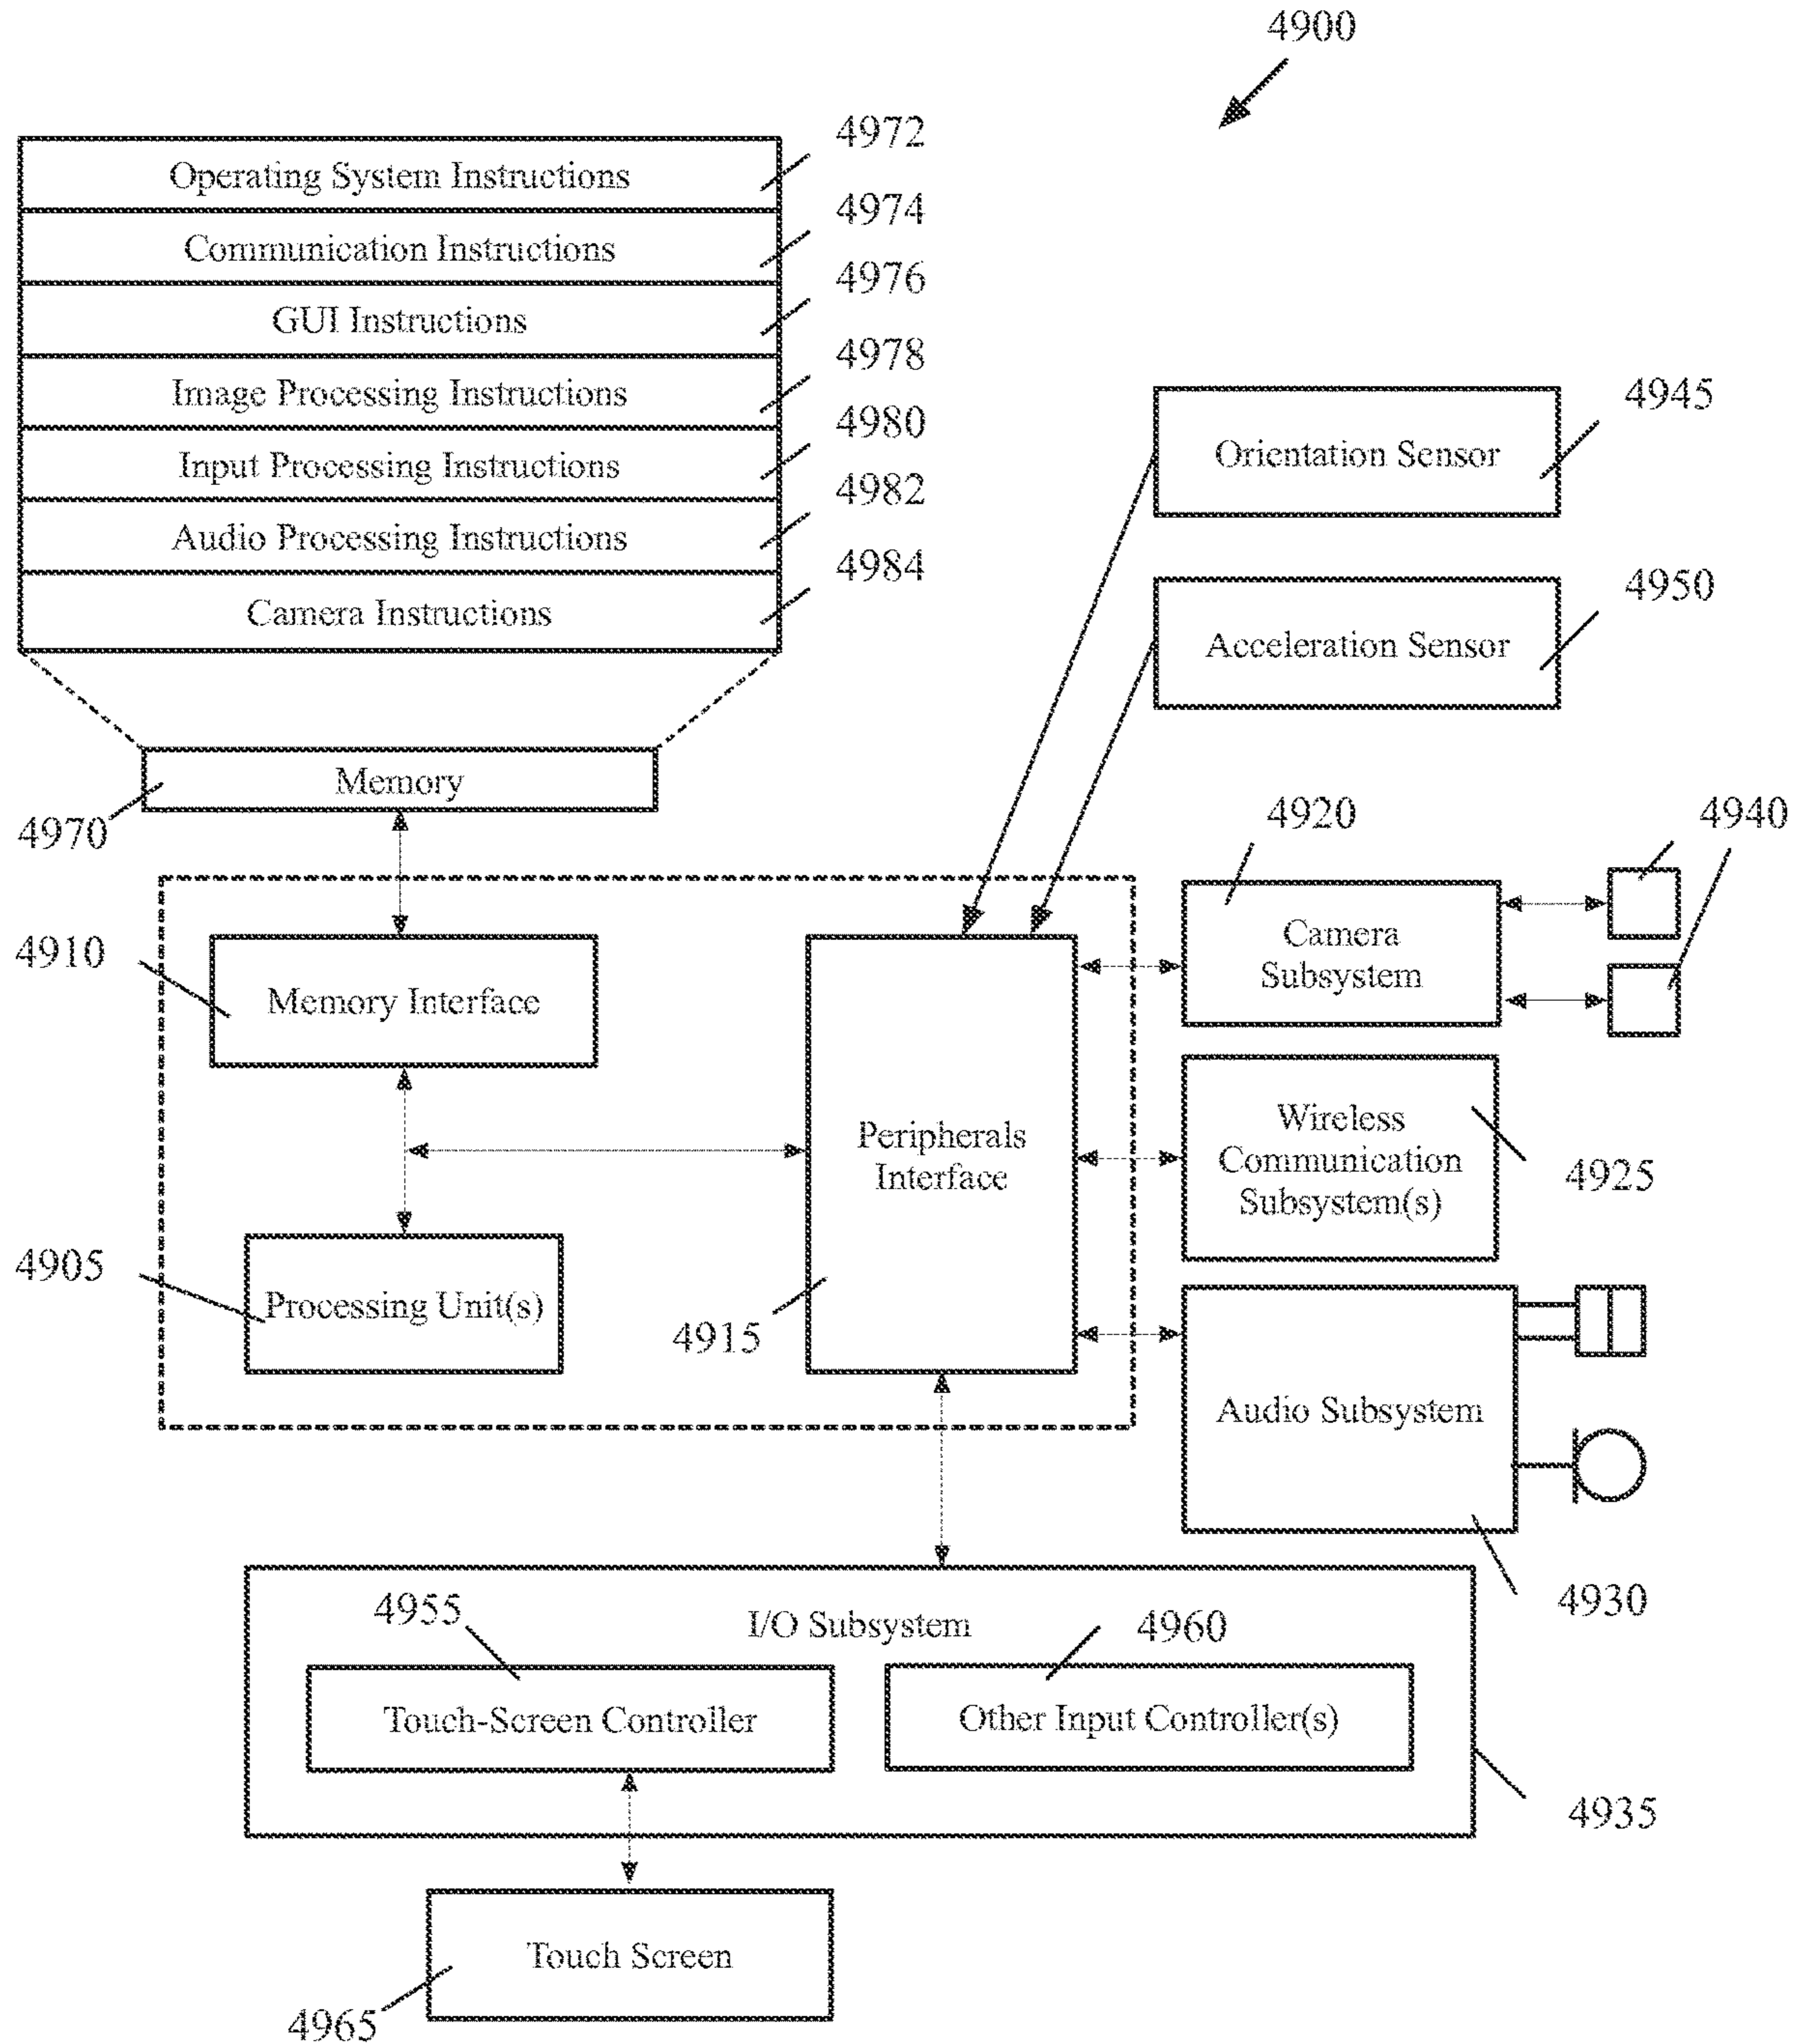 4900
4972
Operating System Instructions
4974
Communication Instructions
4976
GUI Instructions
4978
Image Processing Instructions
4980
Input Processing Instructions
4982
Audio Processing Instructions
4984
Camera Instructions
4945
Orientation Sensor
4950
Acceleration Sensor
Memory
4970
4920
4940
Camera
Subsystem
4910
Memory Interface
Peripherals
Interface
Wireless
Communication
Subsystem(s)
4925
4905
Processing Unit(s)
4915
Audio Subsystem
4930
4955
I/O Subsystem
4960
Touch-Screen Controller
Other Input Controller(s)
4935
Touch Screen
4965